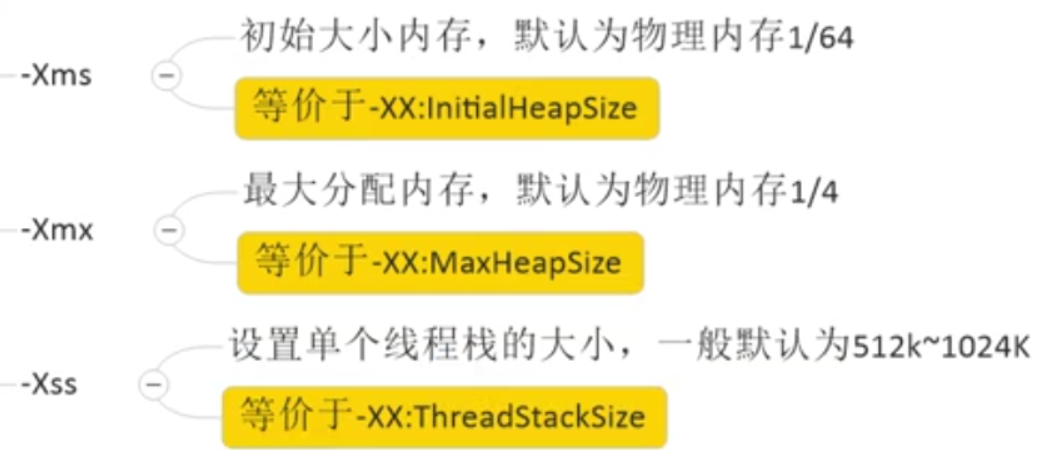 -Xms
初始大小内存，默认为物理内存1/64
等价于-XX:InitialHeapSize
-Xmx
最大分配内存，默认为物理内存1/4
等价于-XX:MaxHeapSize
-Xss
设置单个线程栈的大小，一般默认为512k~1024K
等价于-XX:ThreadStackSize